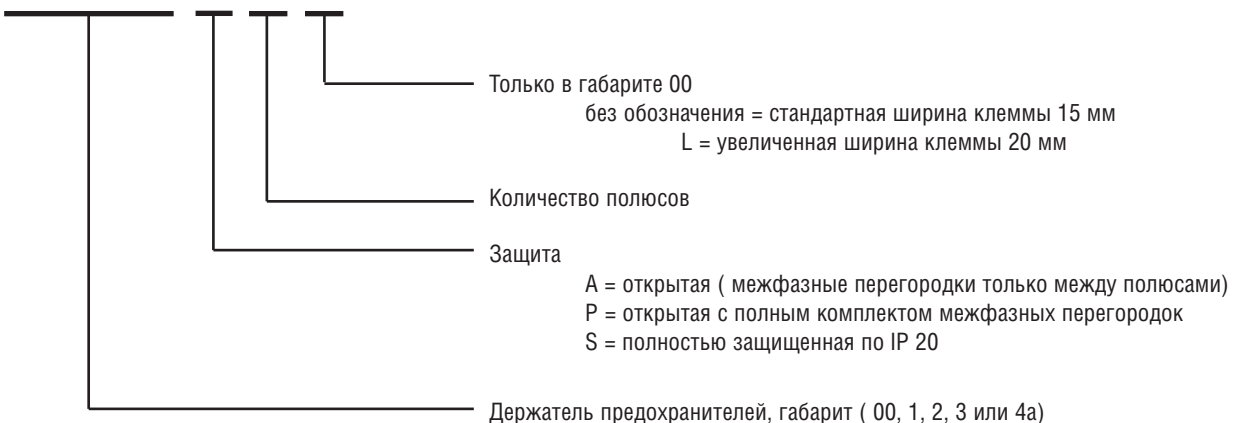 Только в габарите 00
без обозначения = стандартная ширина клеммы 15 мм
L = увеличенная ширина клеммы 20 мм
Количество полюсов
Защита
A = открытая ( межфазные перегородки только между полюсами)
P = открытая с полным комплектом межфазных перегородок
S = полностью защищенная по IP 20
Держатель предохранителей, габарит ( 00, 1, 2, 3 или 4а)